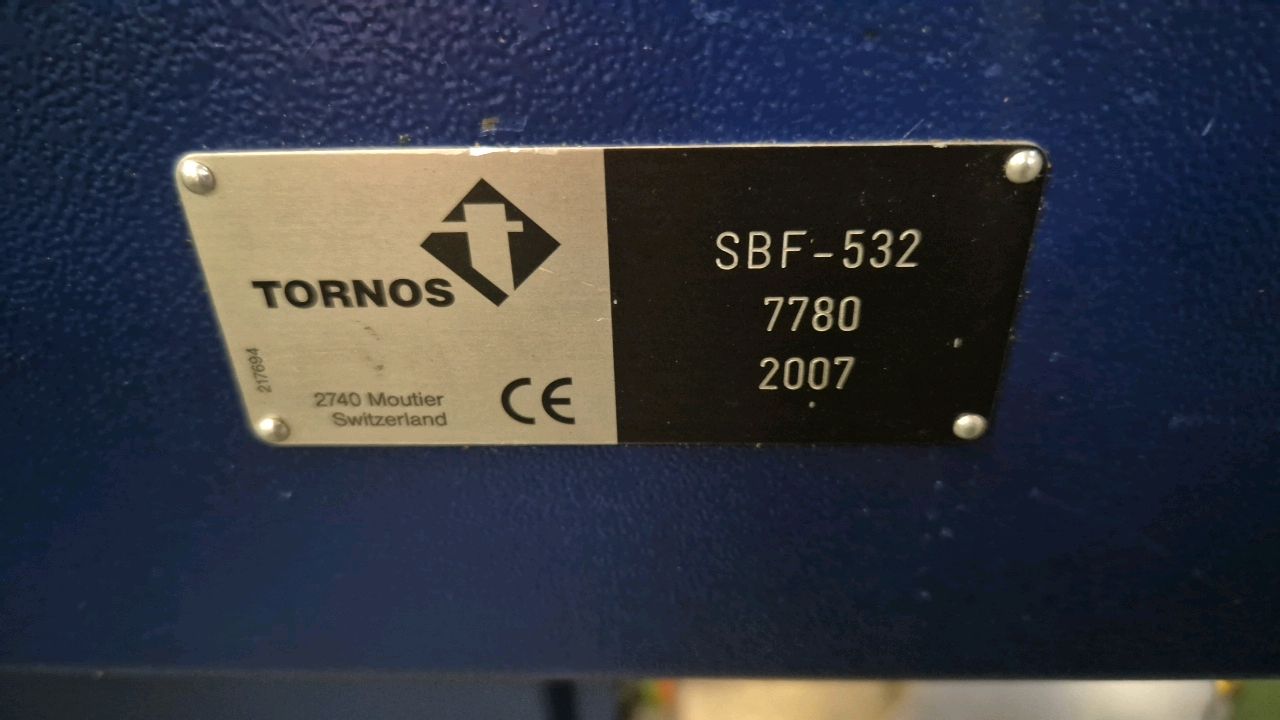 TORNOS
217694
2740 Moutier
Switzerland
CE
SBF-532
7780
2007